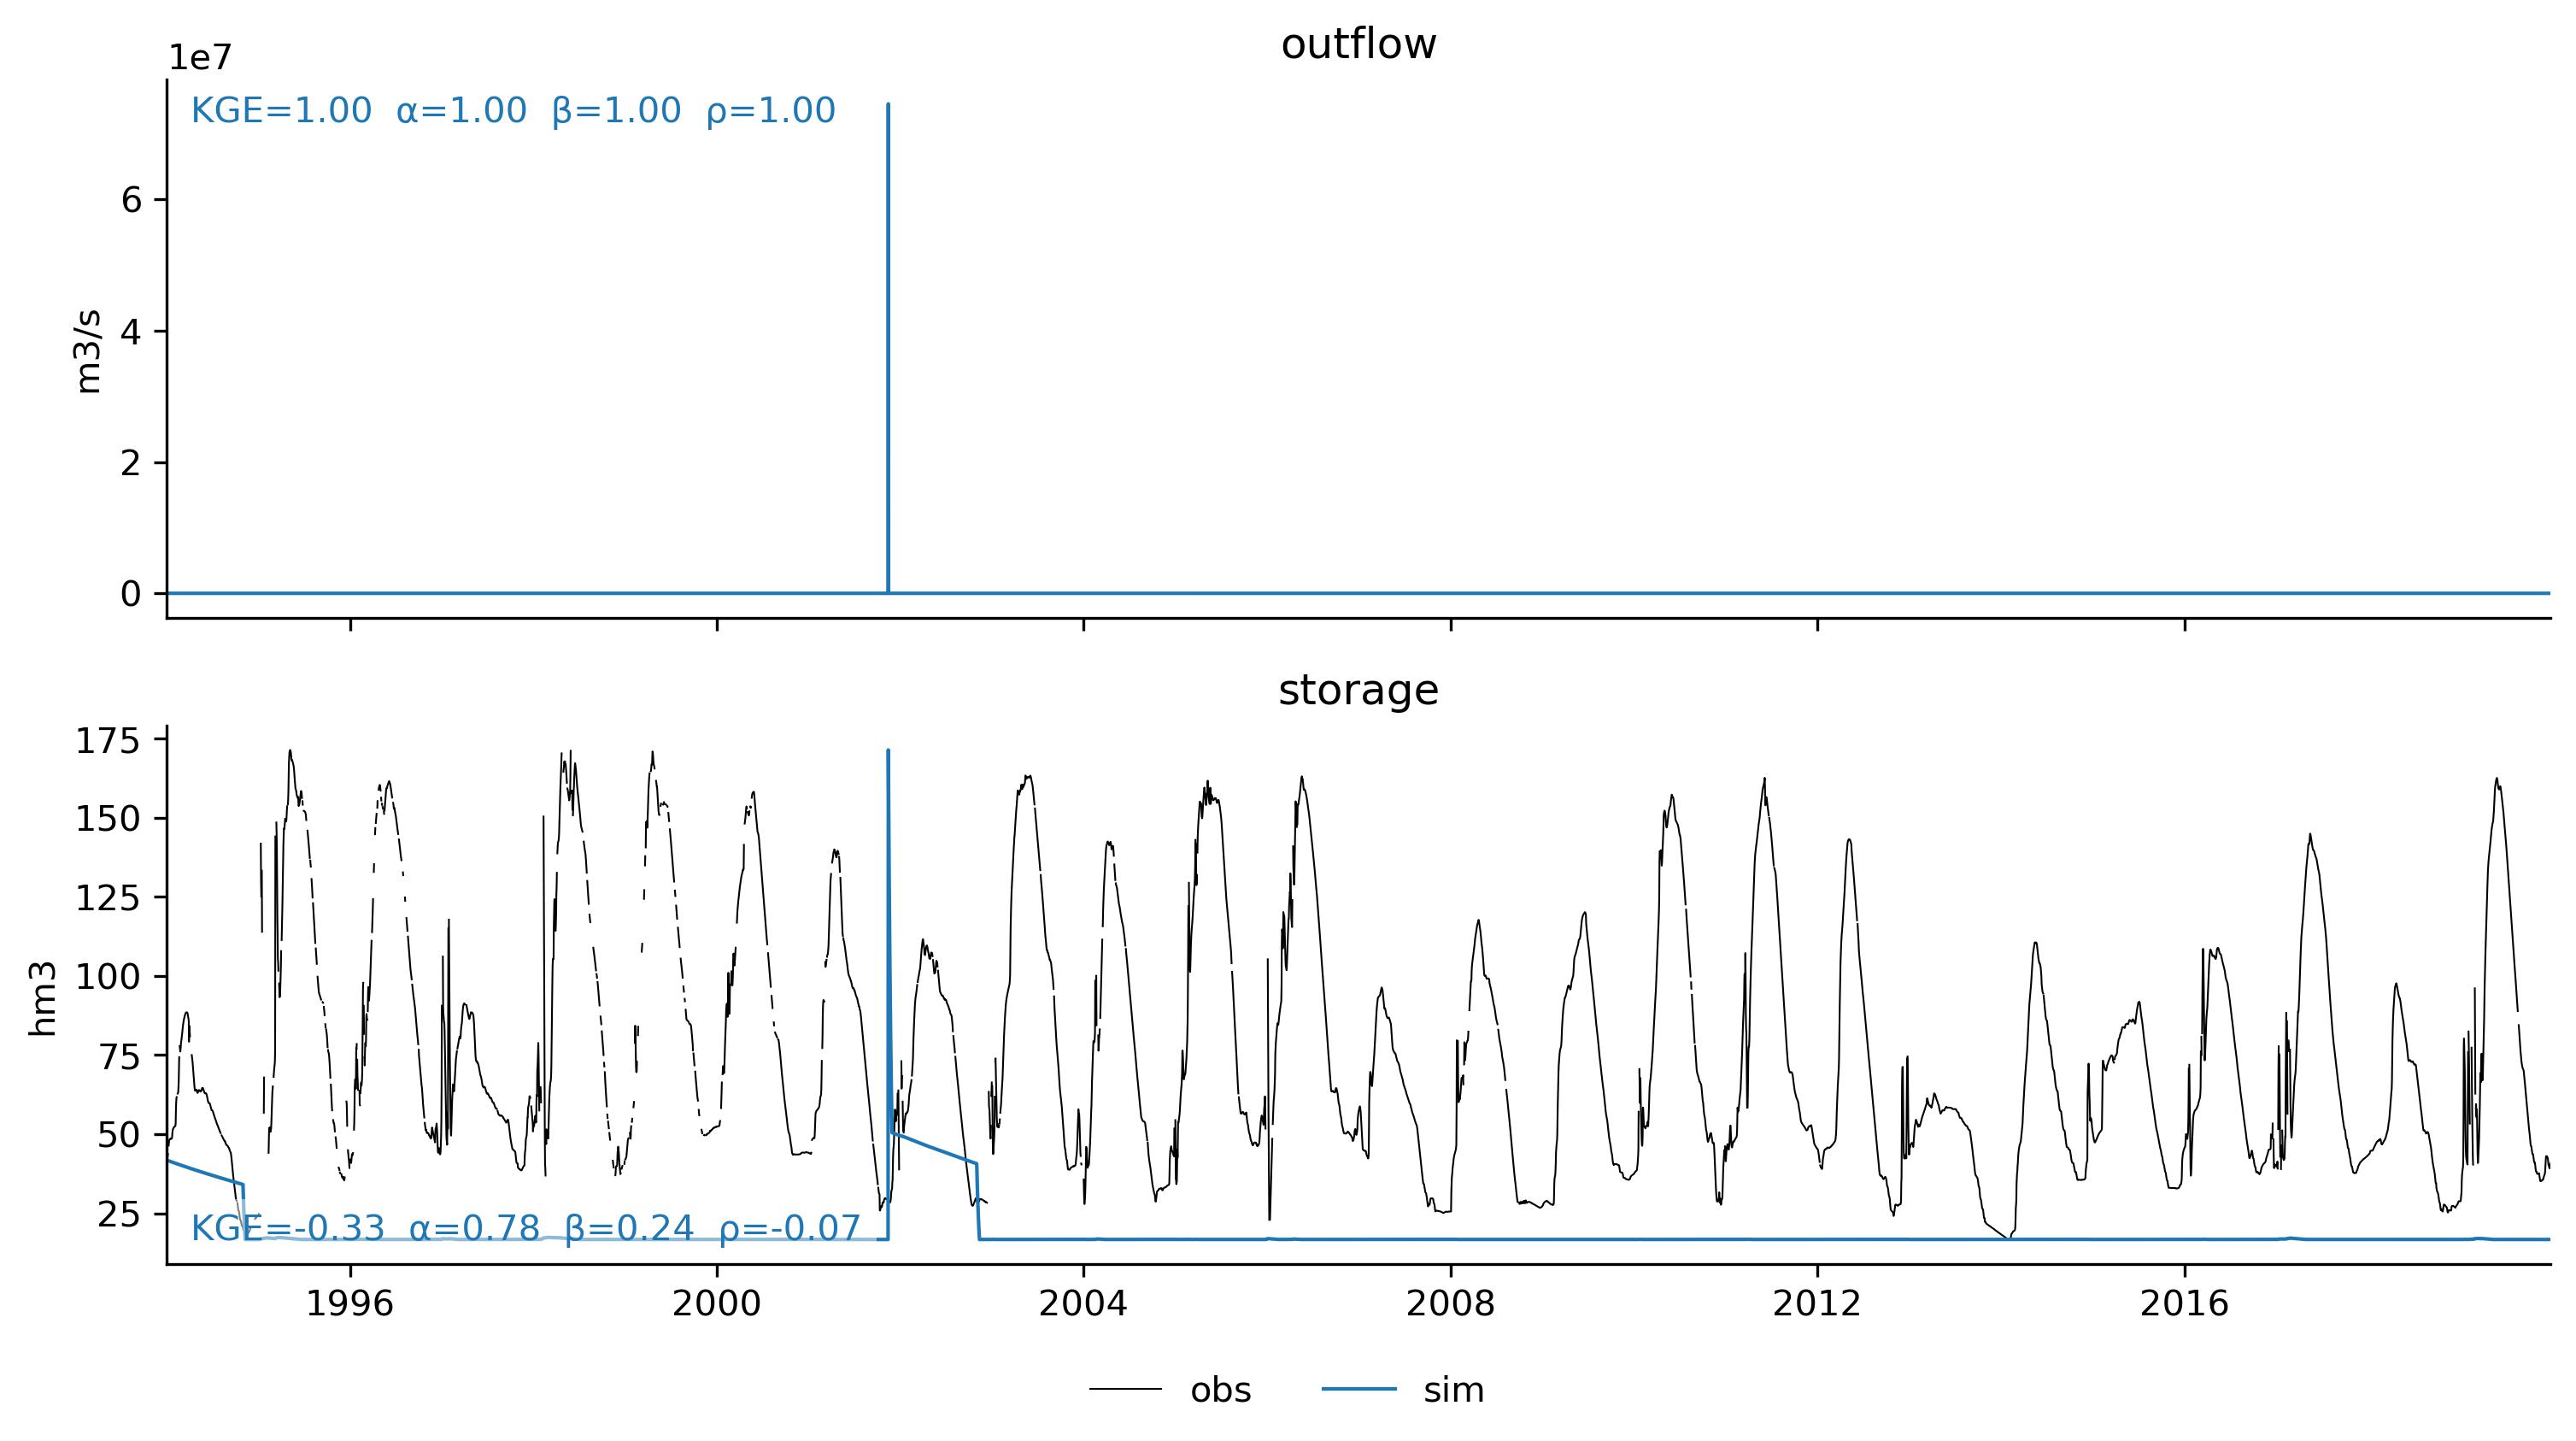 outflow
1e7
KGE=1.00 α=1.00 β=1.00 ρ=1.00
6
4
2
0
m3/s
storage
175
150
125
100
75
50
25
hm3
KGE=-0.33 α=0.78 β=0.24 ρ=-0.07
1996 2000 2004 2008 2012 2016
obs sim